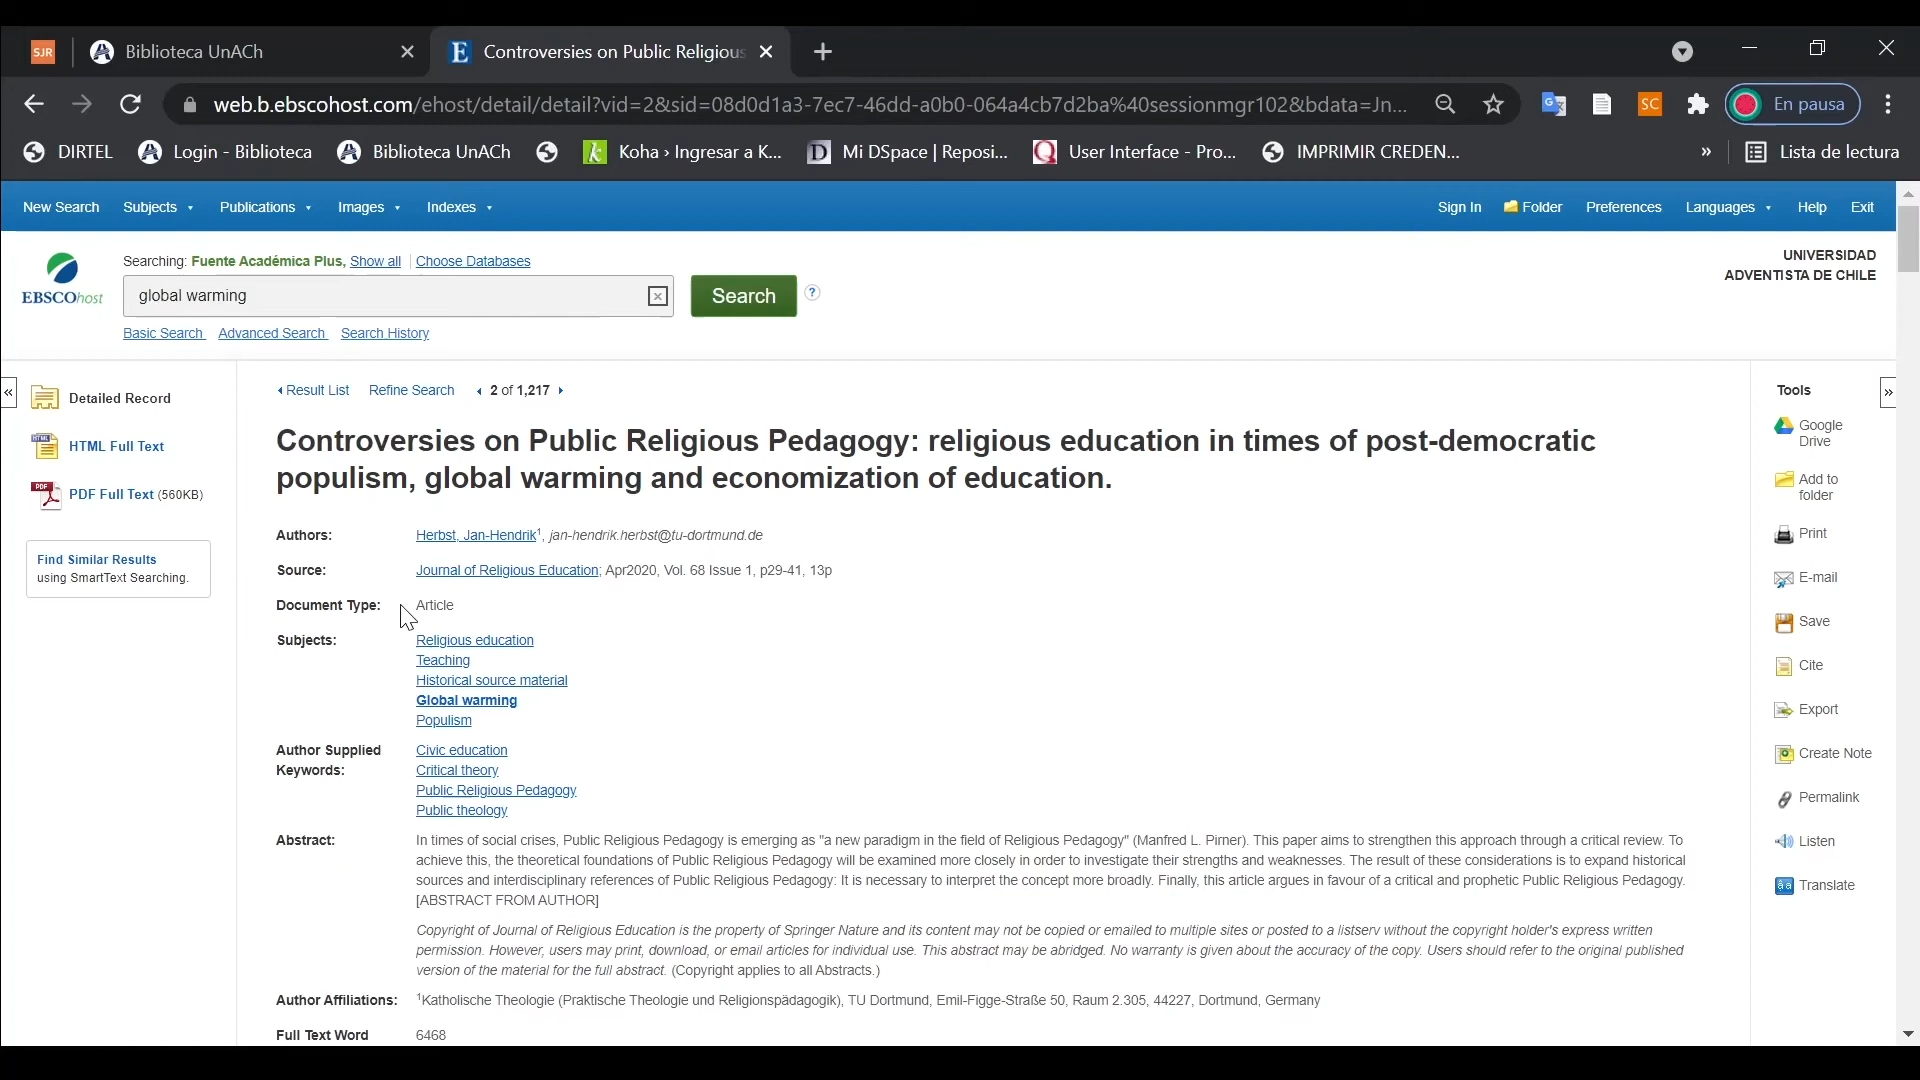 SJR
Biblioteca UnACh
Controversies on Public Religious
web.b.ebscohost.com/ehost/detail/detail?vid=2&sid=08d0d1a3-7ec7-46dd-a0b0-064a4cb7d2ba%40sessionmgr102&bdata=Jn...
SC
En pausa
DIRTEL
Login - Biblioteca
Biblioteca UnACh
Koha › Ingresar a K...
Mi DSpace | Reposi...
User Interface - Pro...
IMPRIMIR CREDEN...
»
Lista de lectura
New Search
Subjects
Publications
Images
Indexes
Sign In
Folder
Preferences
Languages
Help
Exit
EBSCOhost
Searching: Fuente Académica Plus, Show all | Choose Databases
global warming
Search
?
Basic Search
Advanced Search
Search History
UNIVERSIDAD
ADVENTISTA DE CHILE
«
Detailed Record
HTML Full Text
PDF Full Text (560KB)
Find Similar Results
using SmartText Searching.
Result List
Refine Search
2 of 1,217
Controversies on Public Religious Pedagogy: religious education in times of post-democratic
populism, global warming and economization of education.
Authors:
Herbst, Jan-Hendrik1, jan-hendrik.herbst@tu-dortmund.de
Source:
Journal of Religious Education; Apr2020, Vol. 68 Issue 1, p29-41, 13p
Document Type:
Article
Subjects:
Religious education
Teaching
Historical source material
Global warming
Populism
Author Supplied
Keywords:
Civic education
Critical theory
Public Religious Pedagogy
Public theology
Abstract:
In times of social crises, Public Religious Pedagogy is emerging as "a new paradigm in the field of Religious Pedagogy" (Manfred L. Pirner). This paper aims to strengthen this approach through a critical review. To
achieve this, the theoretical foundations of Public Religious Pedagogy will be examined more closely in order to investigate their strengths and weaknesses. The result of these considerations is to expand historical
sources and interdisciplinary references of Public Religious Pedagogy: It is necessary to interpret the concept more broadly. Finally, this article argues in favour of a critical and prophetic Public Religious Pedagogy.
[ABSTRACT FROM AUTHOR]
Copyright of Journal of Religious Education is the property of Springer Nature and its content may not be copied or emailed to multiple sites or posted to a listserv without the copyright holder's express written
permission. However, users may print, download, or email articles for individual use. This abstract may be abridged. No warranty is given about the accuracy of the copy. Users should refer to the original published
version of the material for the full abstract. (Copyright applies to all Abstracts.)
Author Affiliations:
1Katholische Theologie (Praktische Theologie und Religionspädagogik), TU Dortmund, Emil-Figge-Straße 50, Raum 2.305, 44227, Dortmund, Germany
Full Text Word
6468
Tools
»
Google
Drive
Add to
folder
Print
E-mail
Save
Cite
Export
Create Note
Permalink
Listen
Translate